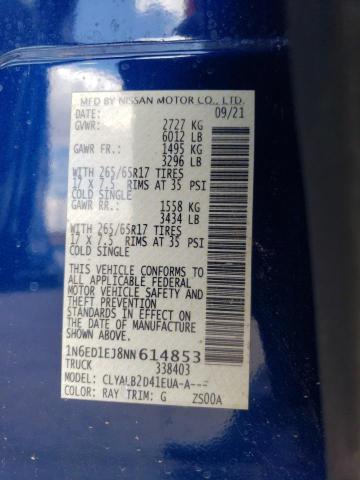 MFD BY NISSAN MOTOR CO., LTD.
DATE: 09/21
GVWR: 2727 KG
6012 LB
GAWR FR.: 1495 KG
3296 LB
WITH 265/65R17 TIRES
17 X 7.5 RIMS AT 35 PSI
COLD SINGLE
GAWR RR.: 1558 KG
3434 LB
WITH 265/65R17 TIRES
17 X 7.5 RIMS AT 35 PSI
COLD SINGLE
THIS VEHICLE CONFORMS TO
ALL APPLICABLE FEDERAL
MOTOR VEHICLE SAFETY
STANDARDS IN EFFECT ON
THE DATE OF MANUFACTURE
SHOWN ABOVE.
1N6ED1EJ8NN614853
TRUCK 338403
MODEL: CLYALB2D41EUA-A---
COLOR: RAY TRIM: G ZS00A